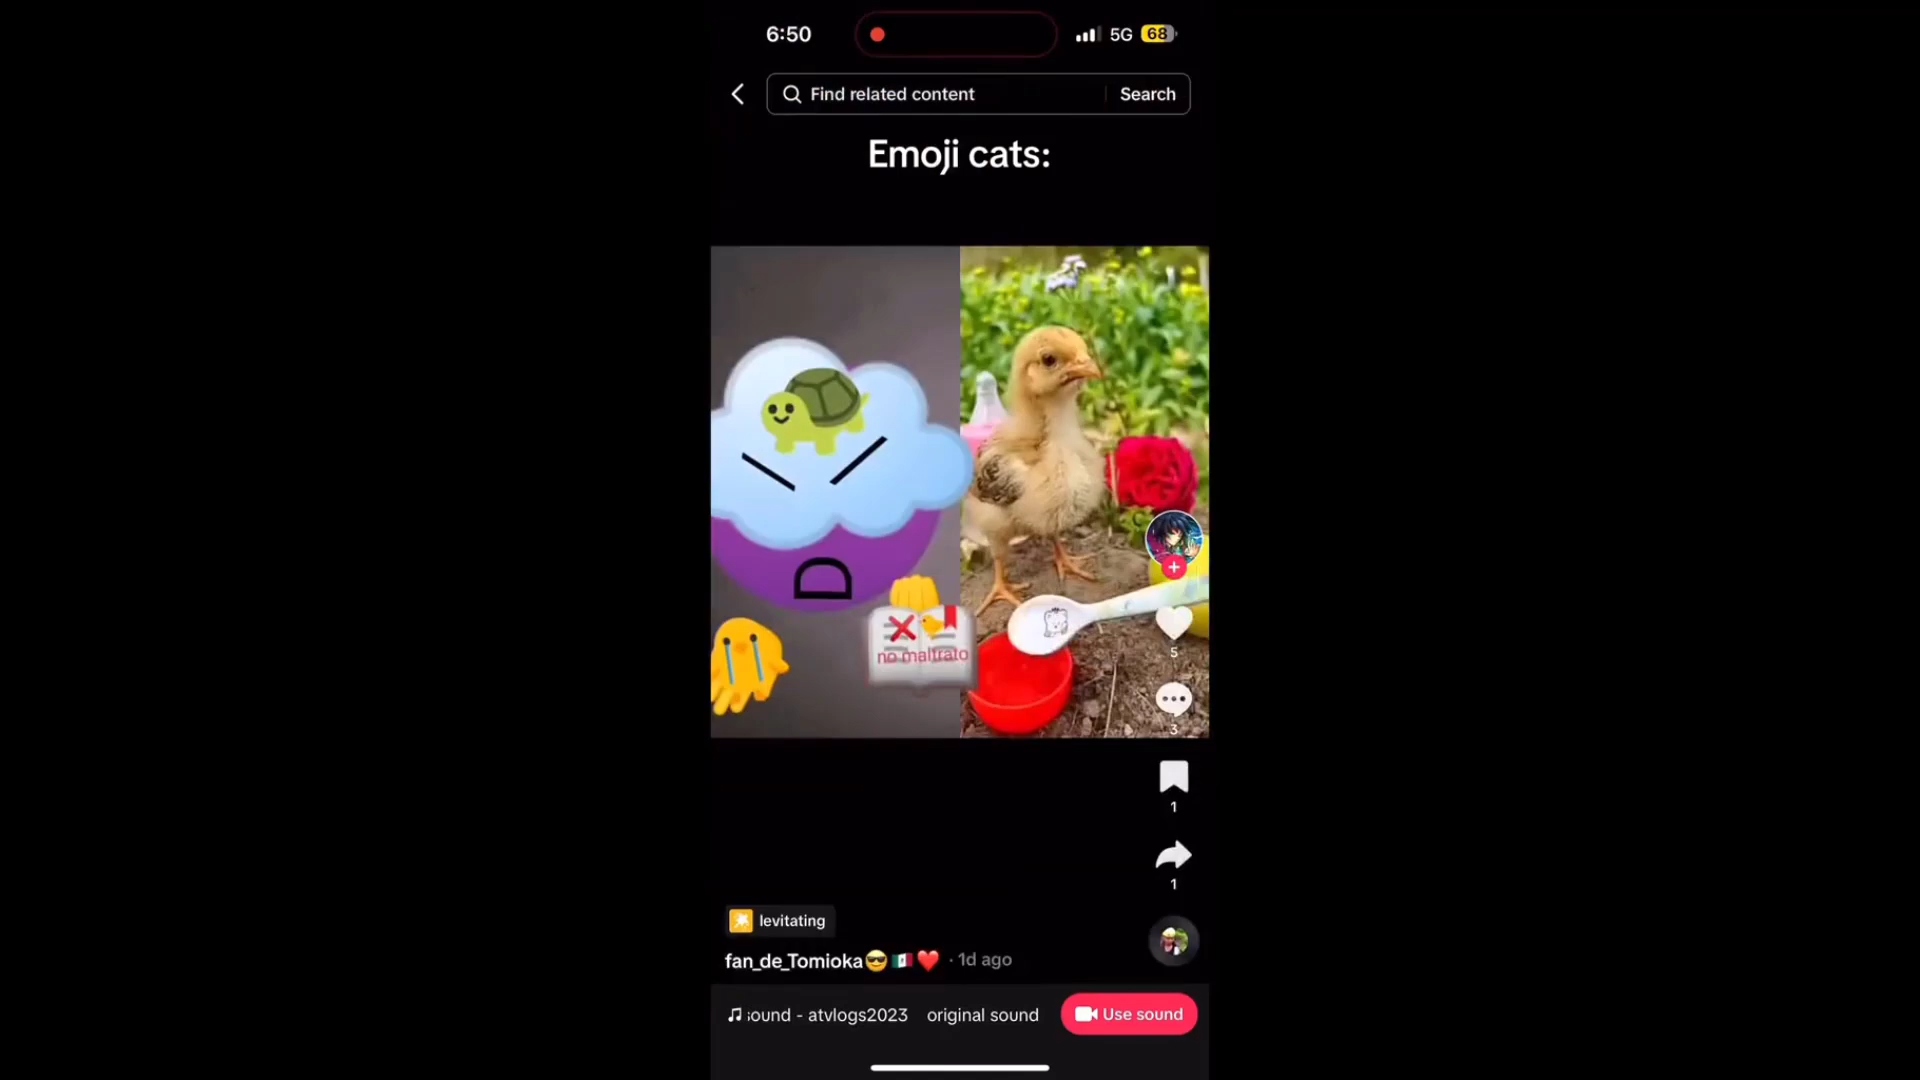 6:50
5G
68
Find related content
Search
Emoji cats:
no maltrato
5
3
1
1
levitating
fan_de_Tomioka😎🇲🇽❤️ · 1d ago
sound - atvlogs2023 original sound
Use sound